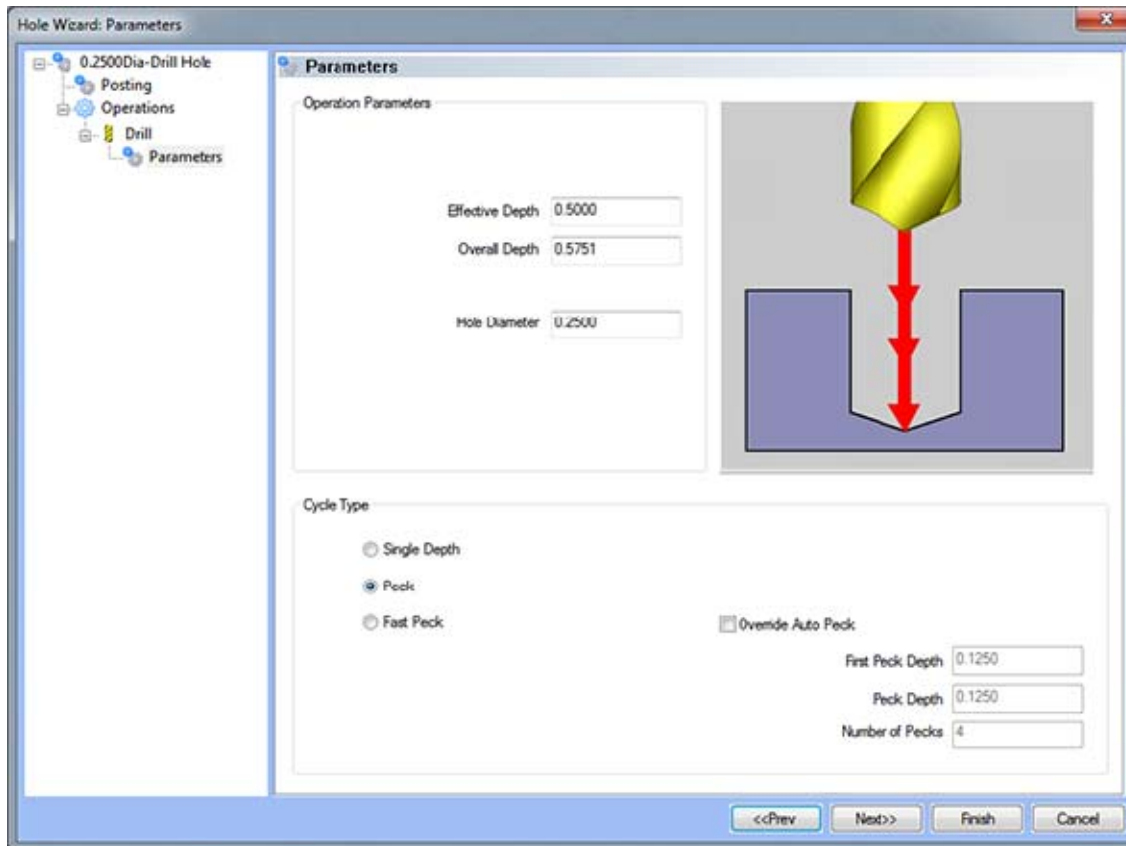 Hole Wizard: Parameters
0.2500Dia-Drill Hole
Posting
Operations
Drill
Parameters
Parameters
Operation Parameters
Effective Depth 0.5000
Overall Depth 0.5751
Hole Diameter 0.2500
Cycle Type
Single Depth
Peck
Fast Peck
Override Auto Peck
First Peck Depth 0.1250
Peck Depth 0.1250
Number of Pecks 4
<<Prev Next>> Finish Cancel